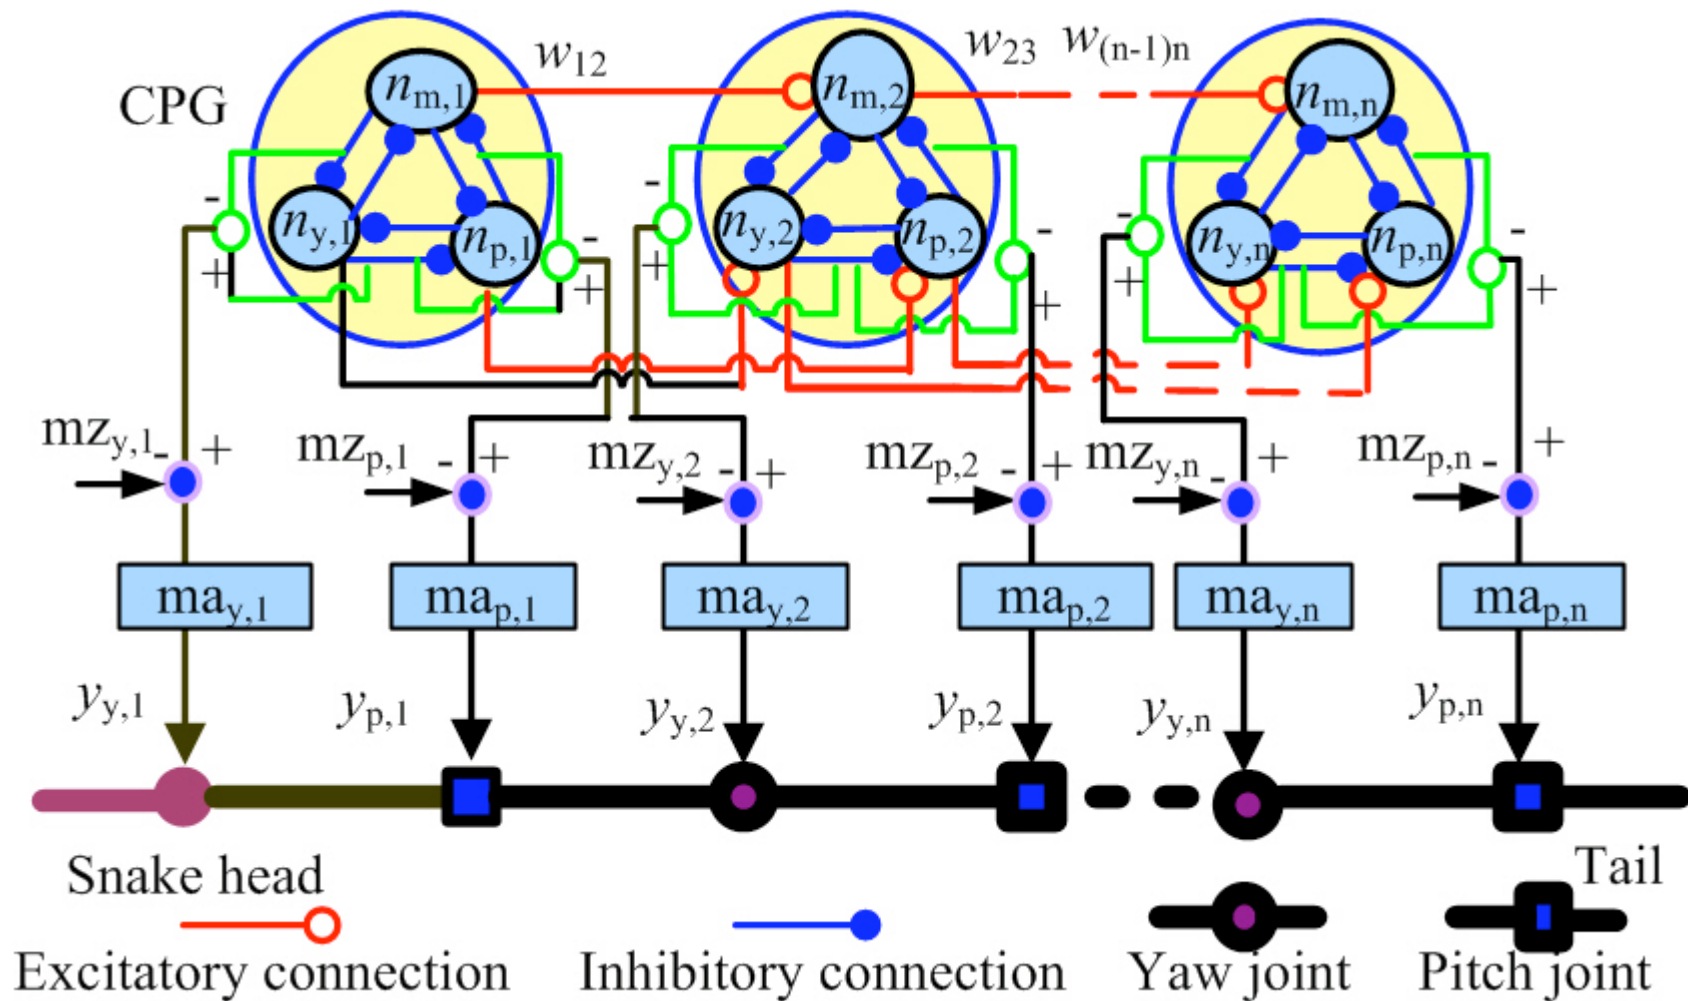 w12 w23 w(n-1)n
CPG
nm,1 nm,2 nm,n
ny,1 np,1 ny,2 np,2 ny,n np,n
- - - - - -
+ + + + + +
mzy,1 - + mzp,1 - + mzy,2 - + mzp,2 - + mzy,n - + mzp,n - +
may,1 map,1 may,2 map,2 may,n map,n
yy,1 yp,1 yy,2 yp,2 yy,n yp,n
Snake head Tail
Excitatory connection Inhibitory connection Yaw joint Pitch joint